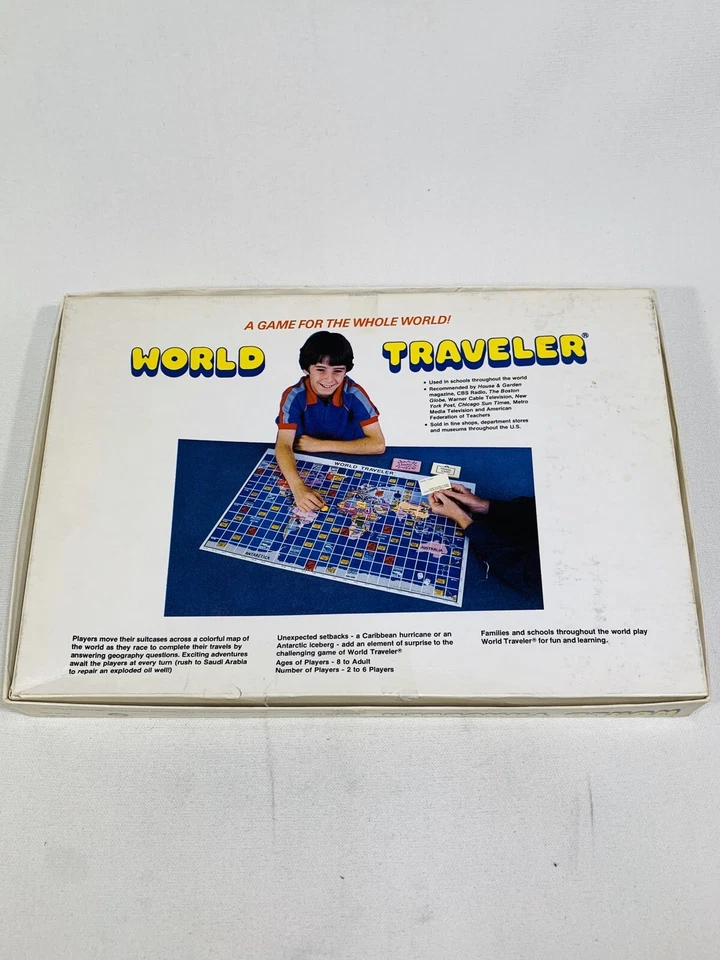 A GAME FOR THE WHOLE WORLD!
WORLD TRAVELER®
• Used in schools throughout the world
• Recommended by House & Garden
magazine, CBS Radio, The Boston
Globe, Warner Cable Television, New
York Post, Chicago Sun Times, Metro
Media Television and American
Federation of Teachers
• Sold in fine shops, department stores
and museums throughout the U.S.
WORLD TRAVELER
AUSTRALIA
ANTARCTICA
Players move their suitcases across a colorful map of
the world as they race to complete their travels by
answering geography questions. Exciting adventures
await the players at every turn (rush to Saudi Arabia
to repair an exploded oil well!)
Unexpected setbacks - a Caribbean hurricane or an
Antarctic iceberg - add an element of surprise to the
challenging game of World Traveler®
Ages of Players - 8 to Adult
Number of Players - 2 to 6 Players
Families and schools throughout the world play
World Traveler® for fun and learning.